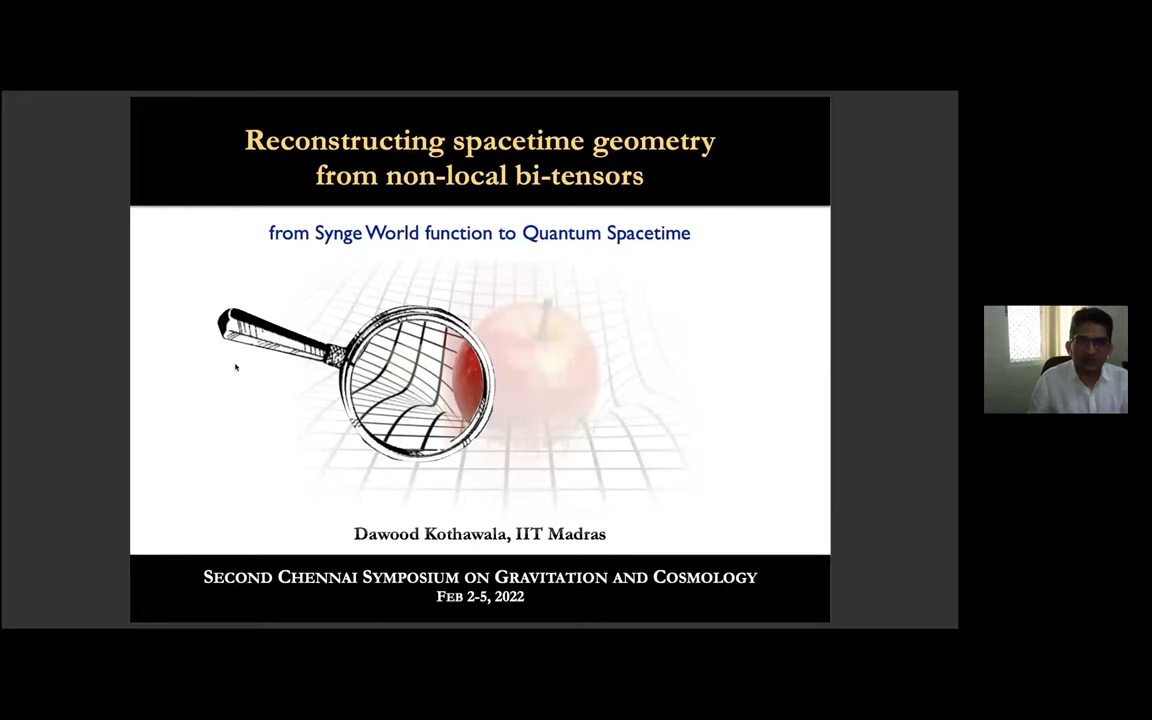 Reconstructing spacetime geometry
from non-local bi-tensors
from Synge World function to Quantum Spacetime
Dawood Kothawala, IIT Madras
SECOND CHENNAI SYMPOSIUM ON GRAVITATION AND COSMOLOGY
FEB 2-5, 2022